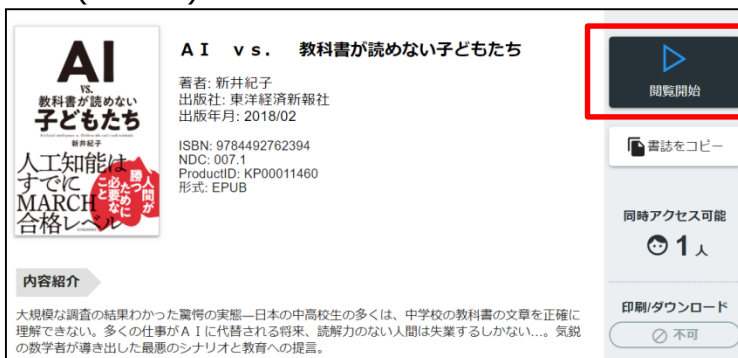 AI
vs.
教科書が読めない
子どもたち
新井紀子
人工知能は
すでに
MARCH
合格レベル
人間が
勝つ
ために
必要な
こと
ＡＩ　ｖｓ．　教科書が読めない子どもたち
著者: 新井紀子
出版社: 東洋経済新報社
出版年月: 2018/02
ISBN: 9784492762394
NDC: 007.1
ProductID: KP00011460
形式: EPUB
内容紹介
大規模な調査の結果わかった驚愕の実態―日本の中高校生の多くは、中学校の教科書の文章を正確に
理解できない。多くの仕事がＡＩに代替される将来、読解力のない人間は失業するしかない…。気鋭
の数学者が導き出した最悪のシナリオと教育への提言。
閲覧開始
書誌をコピー
同時アクセス可能
1 人
印刷/ダウンロード
不可